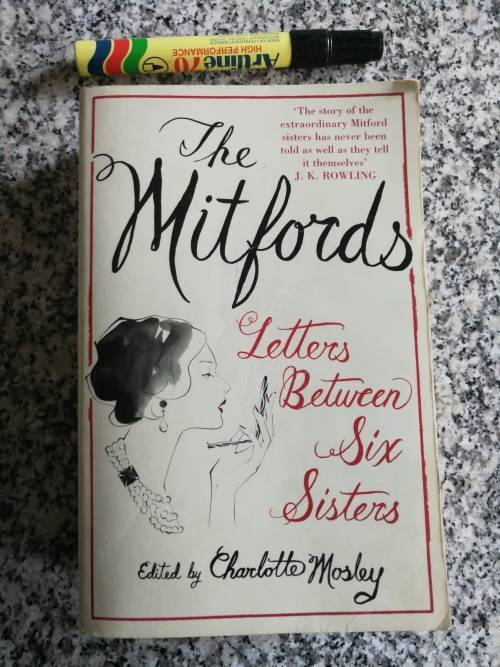 Artline 70
HIGH PERFORMANCE
'The story of the
extraordinary Mitford
sisters has never been
told as well as they tell
it themselves'
J. K. ROWLING
The
Mitfords
Letters
Between
Six
Sisters
Edited by Charlotte Mosley